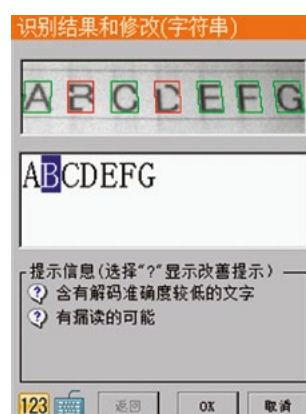 识别结果和修改(字符串)
ABCDEFG
ABCDEFG
提示信息(选择“?”显示改善提示)
? 含有解码准确度较低的文字
? 有漏读的可能
123 返回 OK 取消